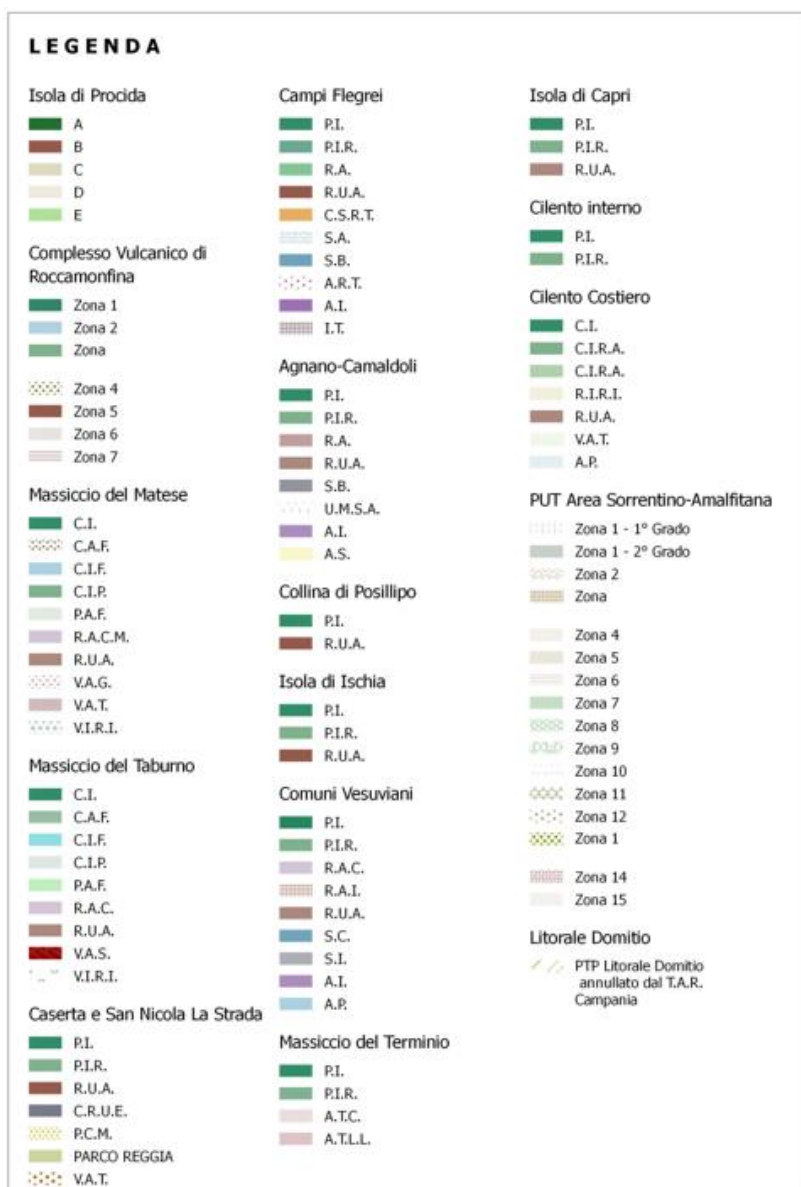 LEGENDA
Isola di Procida
A
B
C
D
E
Complesso Vulcanico di
Roccamonfina
Zona 1
Zona 2
Zona
Zona 4
Zona 5
Zona 6
Zona 7
Massiccio del Matese
C.I.
C.A.F.
C.I.F.
C.I.P.
P.A.F.
R.A.C.M.
R.U.A.
V.A.G.
V.A.T.
V.I.R.I.
Massiccio del Taburno
C.I.
C.A.F.
C.I.F.
C.I.P.
P.A.F.
R.A.C.
R.U.A.
V.A.S.
V.I.R.I.
Caserta e San Nicola La Strada
P.I.
P.I.R.
R.U.A.
C.R.U.E.
P.C.M.
PARCO REGGIA
V.A.T.
Campi Flegrei
P.I.
P.I.R.
R.A.
R.U.A.
C.S.R.T.
S.A.
S.B.
A.R.T.
A.I.
I.T.
Agnano-Camaldoli
P.I.
P.I.R.
R.A.
R.U.A.
S.B.
U.M.S.A.
A.I.
A.S.
Collina di Posillipo
P.I.
R.U.A.
Isola di Ischia
P.I.
P.I.R.
R.U.A.
Comuni Vesuviani
P.I.
P.I.R.
R.A.C.
R.A.I.
R.U.A.
S.C.
S.I.
A.I.
A.P.
Massiccio del Terminio
P.I.
P.I.R.
A.T.C.
A.T.L.L.
Isola di Capri
P.I.
P.I.R.
R.U.A.
Cilento interno
P.I.
P.I.R.
Cilento Costiero
C.I.
C.I.R.A.
C.I.R.A.
R.I.R.I.
R.U.A.
V.A.T.
A.P.
PUT Area Sorrentino-Amalfitana
Zona 1 - 1° Grado
Zona 1 - 2° Grado
Zona 2
Zona
Zona 4
Zona 5
Zona 6
Zona 7
Zona 8
Zona 9
Zona 10
Zona 11
Zona 12
Zona 1
Zona 14
Zona 15
Litorale Domitio
PTP Litorale Domitio
annullato dal T.A.R.
Campania